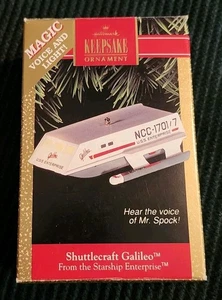 MAGIC
VOICE AND
LIGHT!
Hallmark
KEEPSAKE
ORNAMENT
NCC-1701/7
U.S.S. ENTERPRISE
Hear the voice
of Mr. Spock!
Shuttlecraft Galileo™
From the Starship Enterprise™